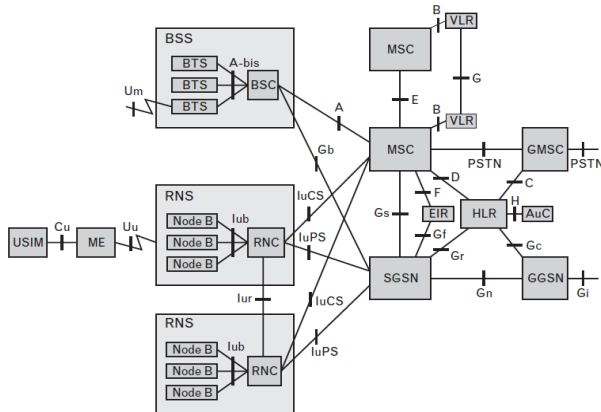 B
VLR
BSS
MSC
BTS
A-bis
G
BTS
BSC
Um
BTS
A
E
B
VLR
MSC
GMSC
PSTN
PSTN
Gb
D
C
RNS
F
IuCS
H
Node B
Iub
Gs
EIR
HLR
AuC
Cu
Uu
USIM
ME
Node B
RNC
IuPS
Gf
Gr
Gc
Node B
SGSN
GGSN
Gn
Gi
Iur
IuCS
RNS
IuPS
Node B
Iub
Node B
RNC
Node B